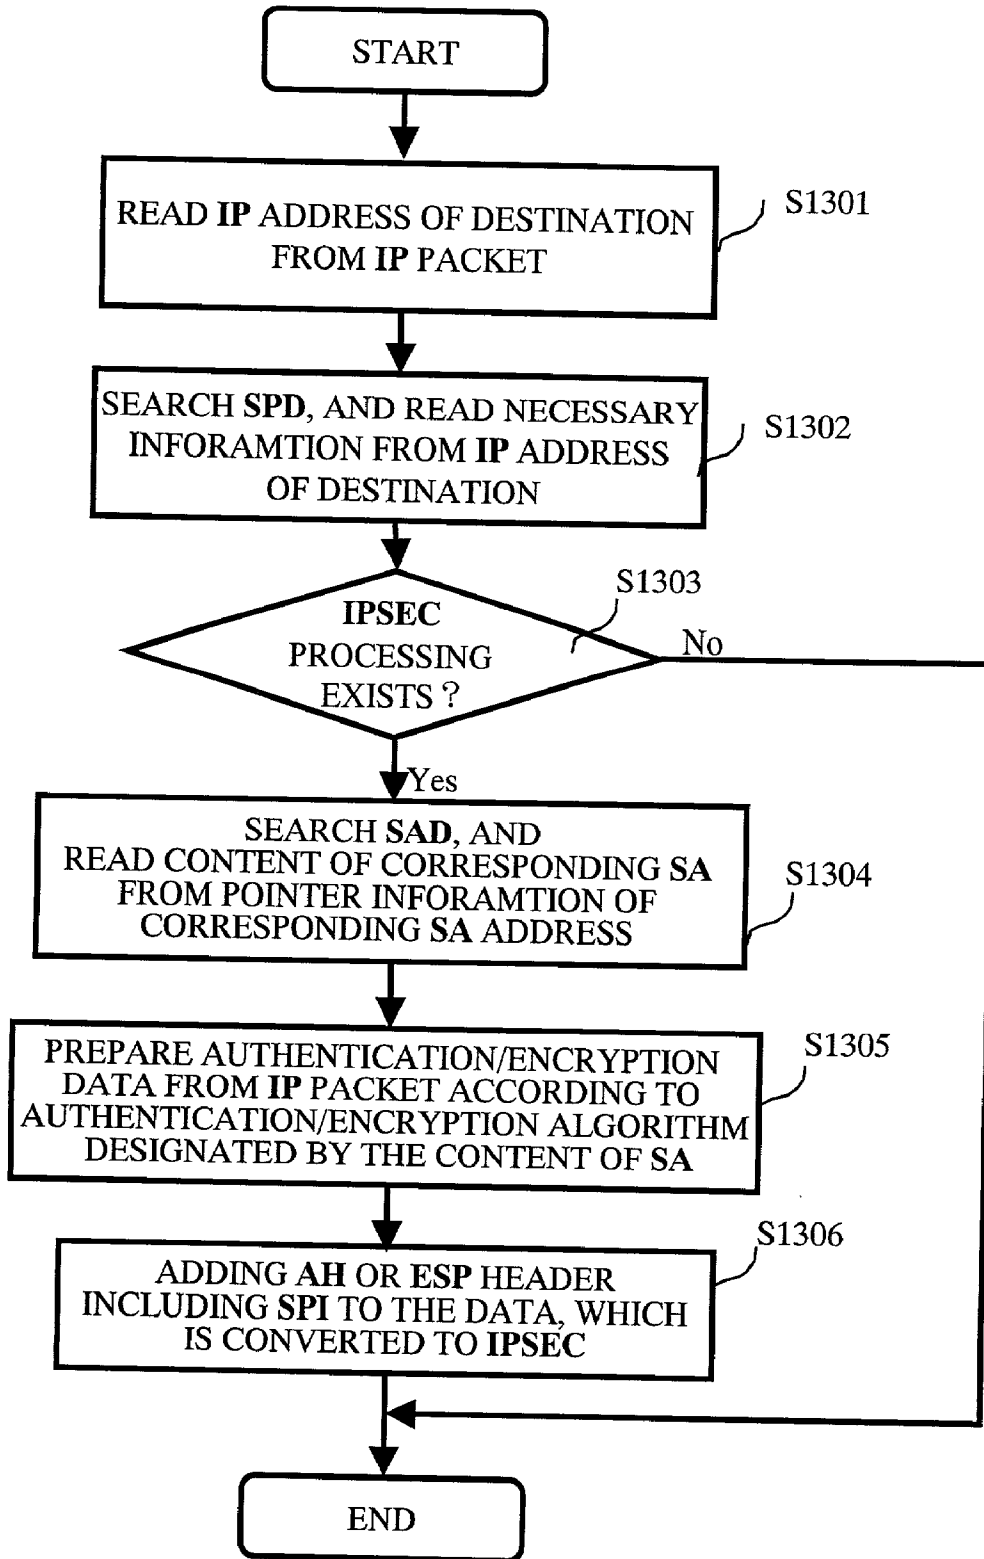 START
READ IP ADDRESS OF DESTINATION
FROM IP PACKET
S1301
SEARCH SPD, AND READ NECESSARY
INFORAMTION FROM IP ADDRESS
OF DESTINATION
S1302
IPSEC
PROCESSING
EXISTS ?
S1303
No
Yes
SEARCH SAD, AND
READ CONTENT OF CORRESPONDING SA
FROM POINTER INFORAMTION OF
CORRESPONDING SA ADDRESS
S1304
PREPARE AUTHENTICATION/ENCRYPTION
DATA FROM IP PACKET ACCORDING TO
AUTHENTICATION/ENCRYPTION ALGORITHM
DESIGNATED BY THE CONTENT OF SA
S1305
ADDING AH OR ESP HEADER
INCLUDING SPI TO THE DATA, WHICH
IS CONVERTED TO IPSEC
S1306
END